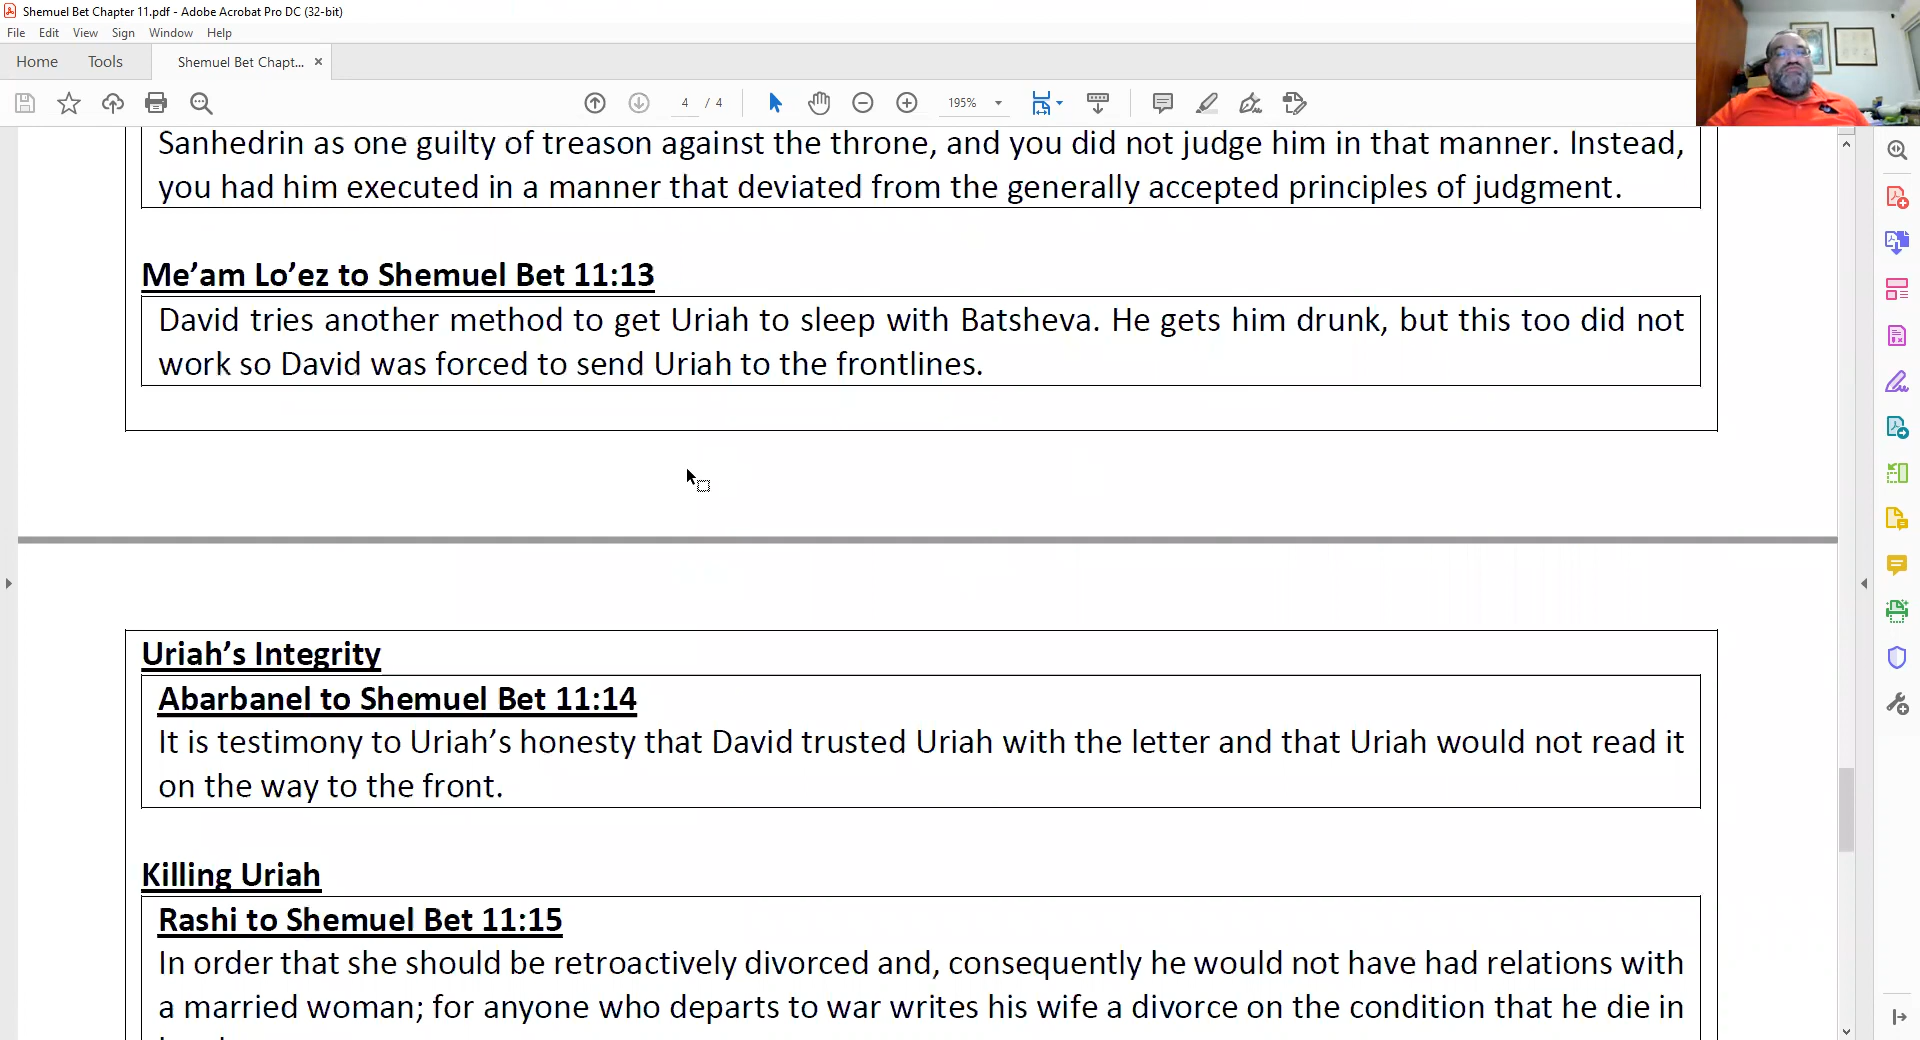 Shemuel Bet Chapter 11.pdf - Adobe Acrobat Pro DC (32-bit)
File Edit View Sign Window Help
Home Tools Shemuel Bet Chapt... ×
4 / 4 195%
Sanhedrin as one guilty of treason against the throne, and you did not judge him in that manner. Instead,
you had him executed in a manner that deviated from the generally accepted principles of judgment.
Me’am Lo’ez to Shemuel Bet 11:13
David tries another method to get Uriah to sleep with Batsheva. He gets him drunk, but this too did not
work so David was forced to send Uriah to the frontlines.
Uriah’s Integrity
Abarbanel to Shemuel Bet 11:14
It is testimony to Uriah’s honesty that David trusted Uriah with the letter and that Uriah would not read it
on the way to the front.
Killing Uriah
Rashi to Shemuel Bet 11:15
In order that she should be retroactively divorced and, consequently he would not have had relations with
a married woman; for anyone who departs to war writes his wife a divorce on the condition that he die in